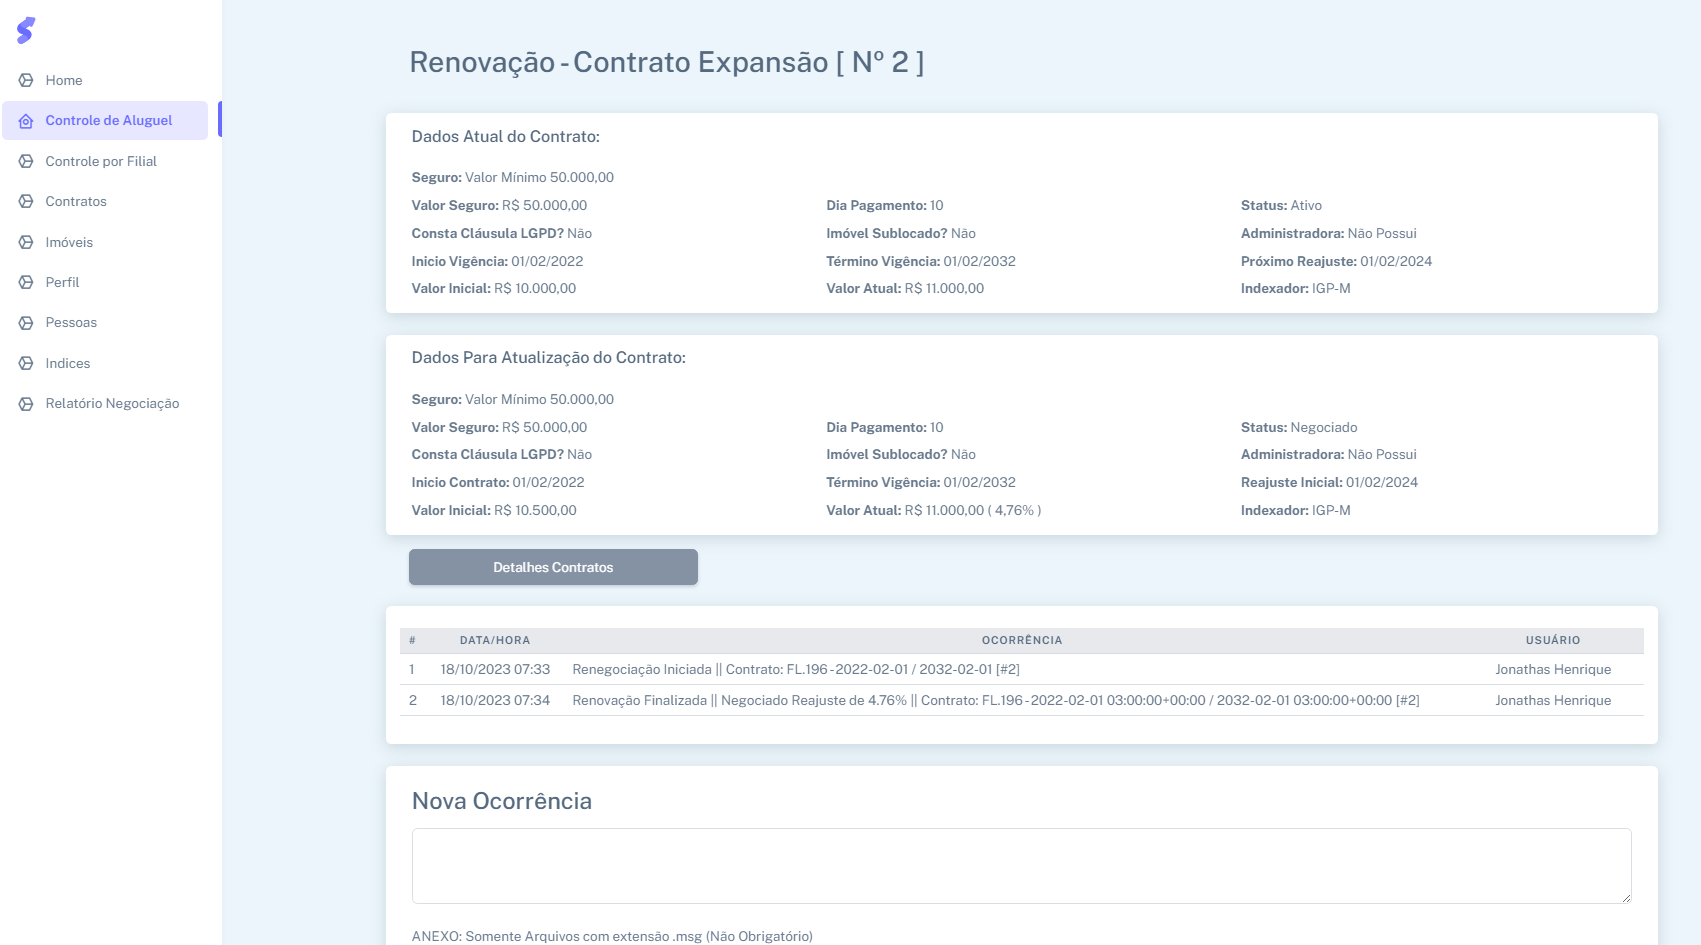 Home
Controle de Aluguel
Controle por Filial
Contratos
Imóveis
Perfil
Pessoas
Indices
Relatório Negociação
Renovação - Contrato Expansão [ Nº 2 ]
Dados Atual do Contrato:
Seguro: Valor Mínimo 50.000,00
Valor Seguro: R$ 50.000,00 Dia Pagamento: 10 Status: Ativo
Consta Cláusula LGPD? Não Imóvel Sublocado? Não Administradora: Não Possui
Inicio Vigência: 01/02/2022 Término Vigência: 01/02/2032 Próximo Reajuste: 01/02/2024
Valor Inicial: R$ 10.000,00 Valor Atual: R$ 11.000,00 Indexador: IGP-M
Dados Para Atualização do Contrato:
Seguro: Valor Mínimo 50.000,00
Valor Seguro: R$ 50.000,00 Dia Pagamento: 10 Status: Negociado
Consta Cláusula LGPD? Não Imóvel Sublocado? Não Administradora: Não Possui
Inicio Contrato: 01/02/2022 Término Vigência: 01/02/2032 Reajuste Inicial: 01/02/2024
Valor Inicial: R$ 10.500,00 Valor Atual: R$ 11.000,00 ( 4,76% ) Indexador: IGP-M
Detalhes Contratos
# DATA/HORA OCORRÊNCIA USUÁRIO
1 18/10/2023 07:33 Renegociação Iniciada || Contrato: FL.196 - 2022-02-01 / 2032-02-01 [#2] Jonathas Henrique
2 18/10/2023 07:34 Renovação Finalizada || Negociado Reajuste de 4.76% || Contrato: FL.196 - 2022-02-01 03:00:00+00:00 / 2032-02-01 03:00:00+00:00 [#2] Jonathas Henrique
Nova Ocorrência
ANEXO: Somente Arquivos com extensão .msg (Não Obrigatório)